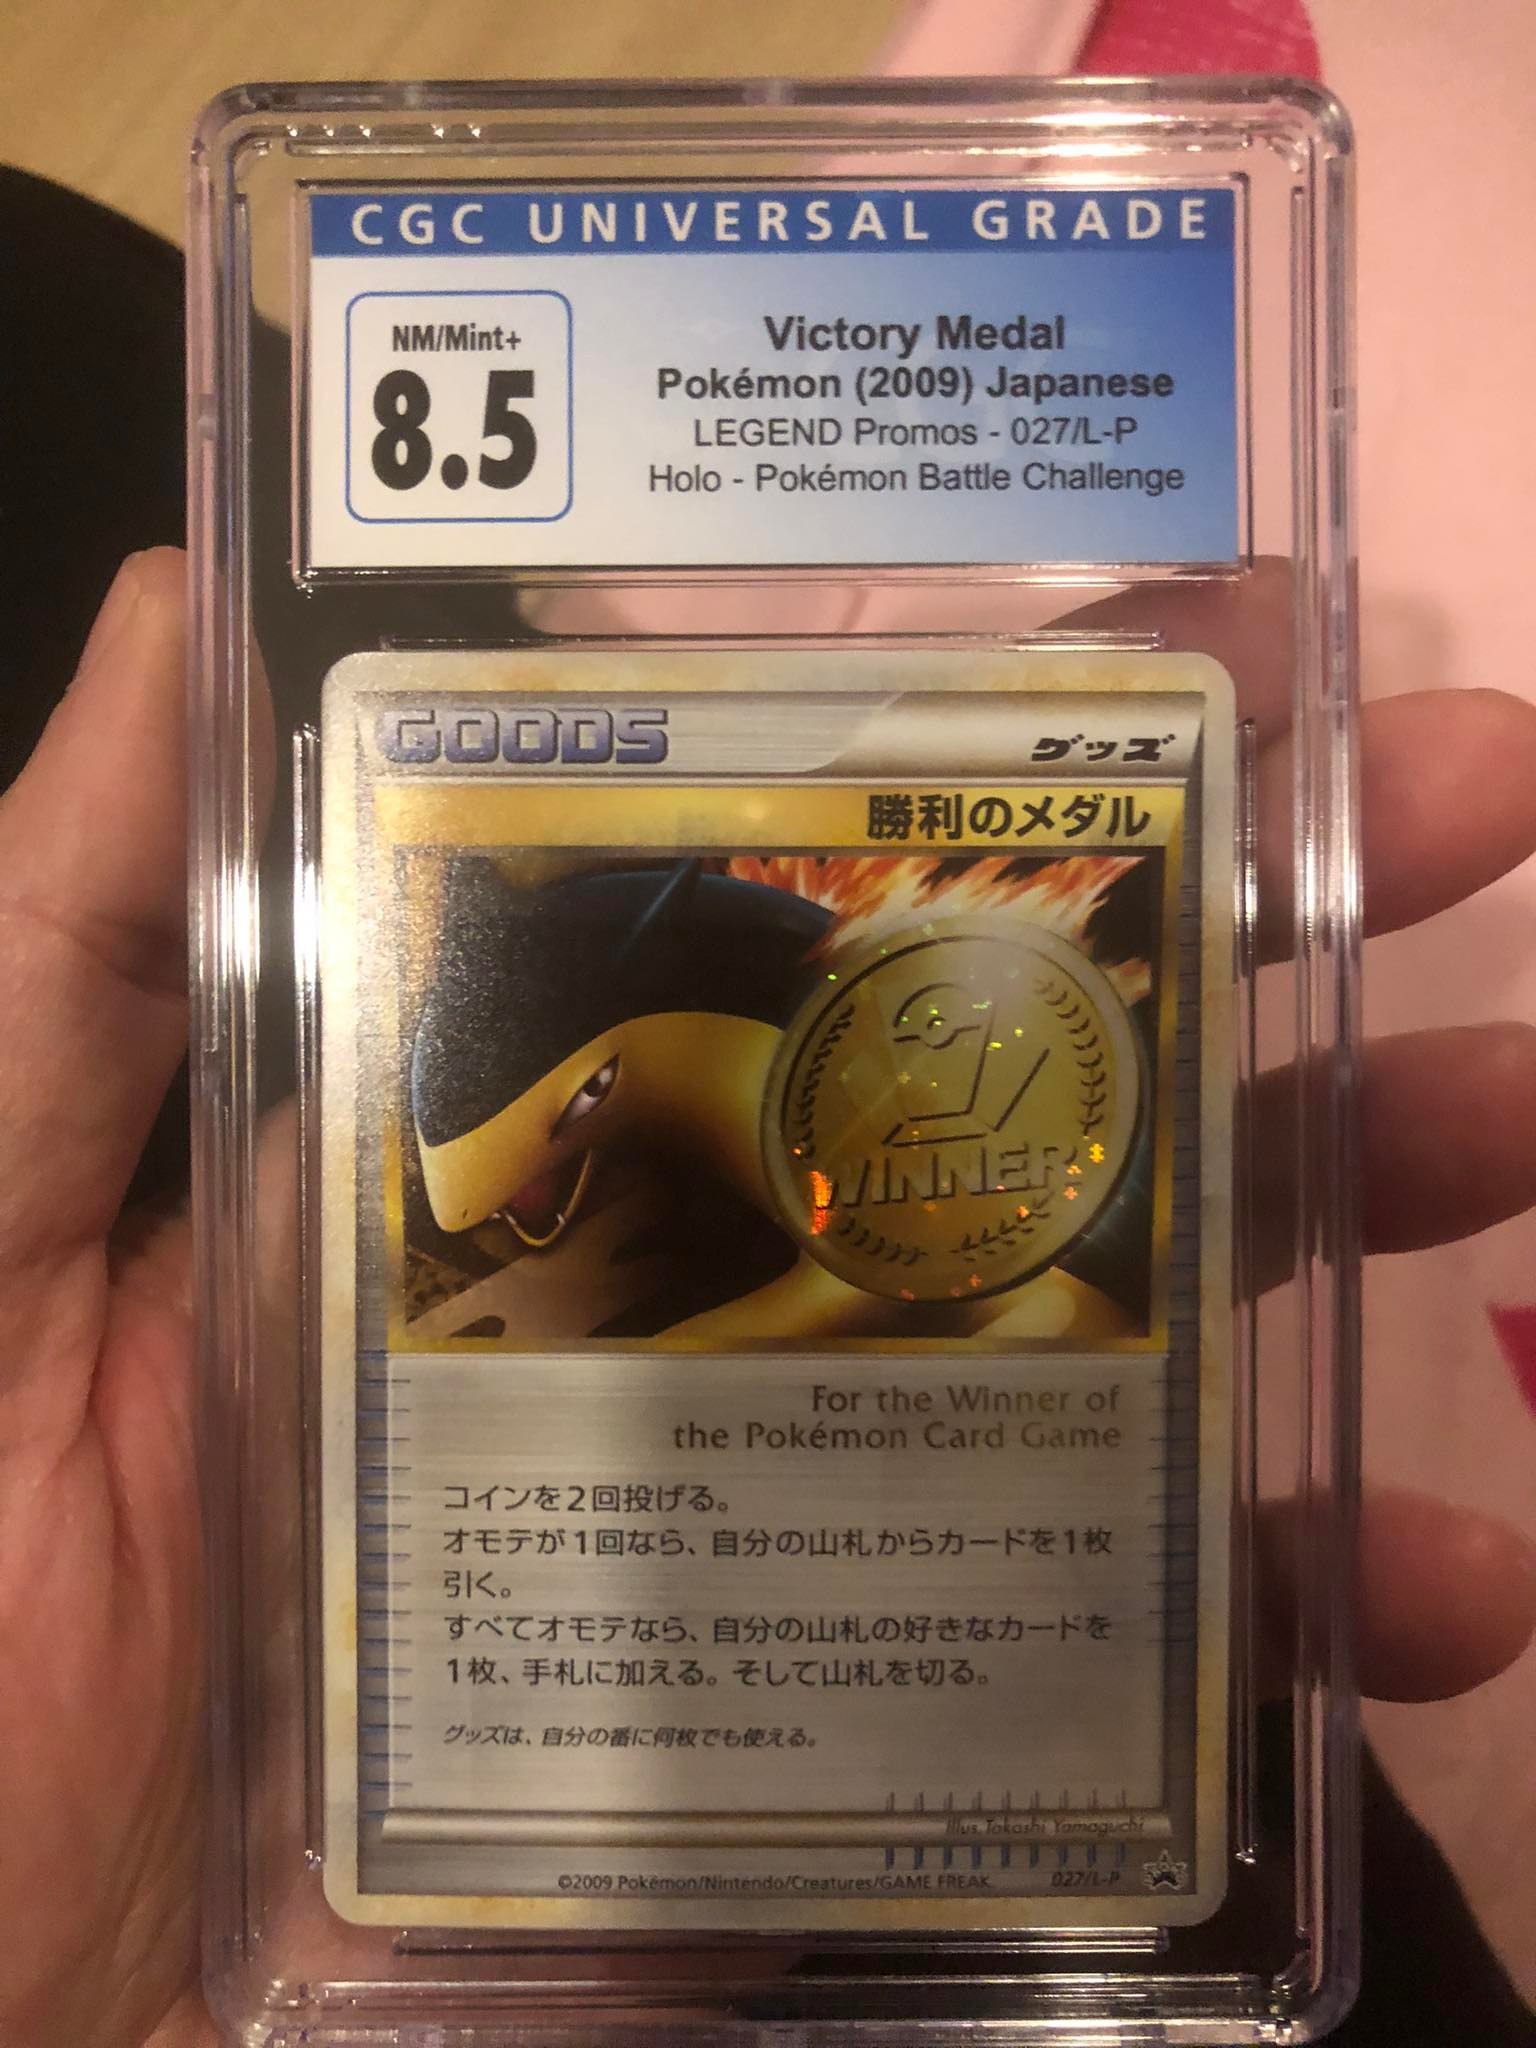 CGC UNIVERSAL GRADE
NM/Mint+
8.5
Victory Medal
Pokémon (2009) Japanese
LEGEND Promos - 027/L-P
Holo - Pokémon Battle Challenge
GOODS
グッズ
勝利のメダル
WINNER
For the Winner of
the Pokémon Card Game
コインを2回投げる。
オモテが1回なら、自分の山札からカードを1枚
引く。
すべてオモテなら、自分の山札の好きなカードを
1枚、手札に加える。そして山札を切る。
グッズは、自分の番に何枚でも使える。
Illus. Takashi Yamaguchi
©2009 Pokémon/Nintendo/Creatures/GAME FREAK.
027/L-P